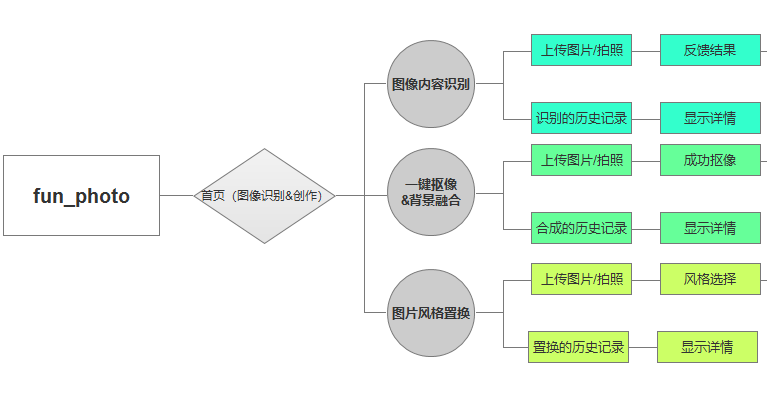 fun_photo
首页（图像识别&创作）
图像内容识别
上传图片/拍照
反馈结果
识别的历史记录
显示详情
一键抠像
&背景融合
上传图片/拍照
成功抠像
合成的历史记录
显示详情
图片风格置换
上传图片/拍照
风格选择
置换的历史记录
显示详情